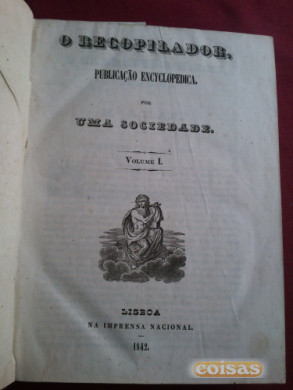 O RECOPILADOR,
PUBLICAÇÃO ENCYCLOPEDICA.
POR
UMA SOCIEDADE.
VOLUME I.
LISBOA
NA IMPRENSA NACIONAL.
1842.
coisas